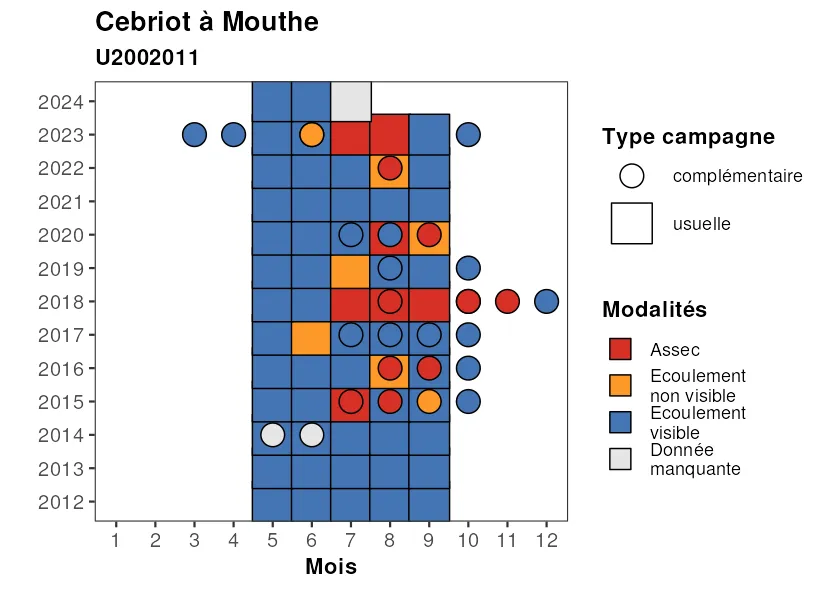 Cebriot à Mouthe
U2002011
2024
2023
2022
2021
2020
2019
2018
2017
2016
2015
2014
2013
2012
1 2 3 4 5 6 7 8 9 10 11 12
Mois
Type campagne
complémentaire
usuelle
Modalités
Assec
Ecoulement
non visible
Ecoulement
visible
Donnée
manquante